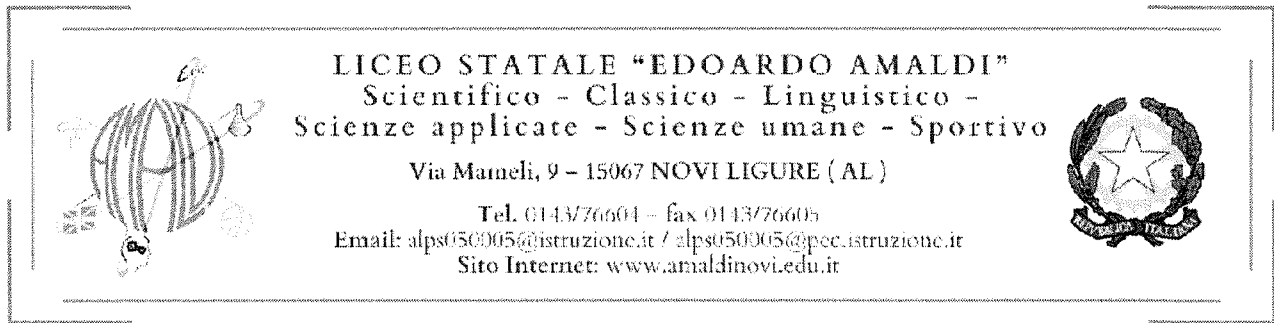 LICEO STATALE “EDOARDO AMALDI”
Scientifico - Classico - Linguistico -
Scienze applicate - Scienze umane - Sportivo
Via Mameli, 9 – 15067 NOVI LIGURE ( AL )
Tel. 0143/76604 – fax 0143/76605
Email: alps050005@istruzione.it / alps050005@pec.istruzione.it
Sito Internet: www.amaldinovi.edu.it